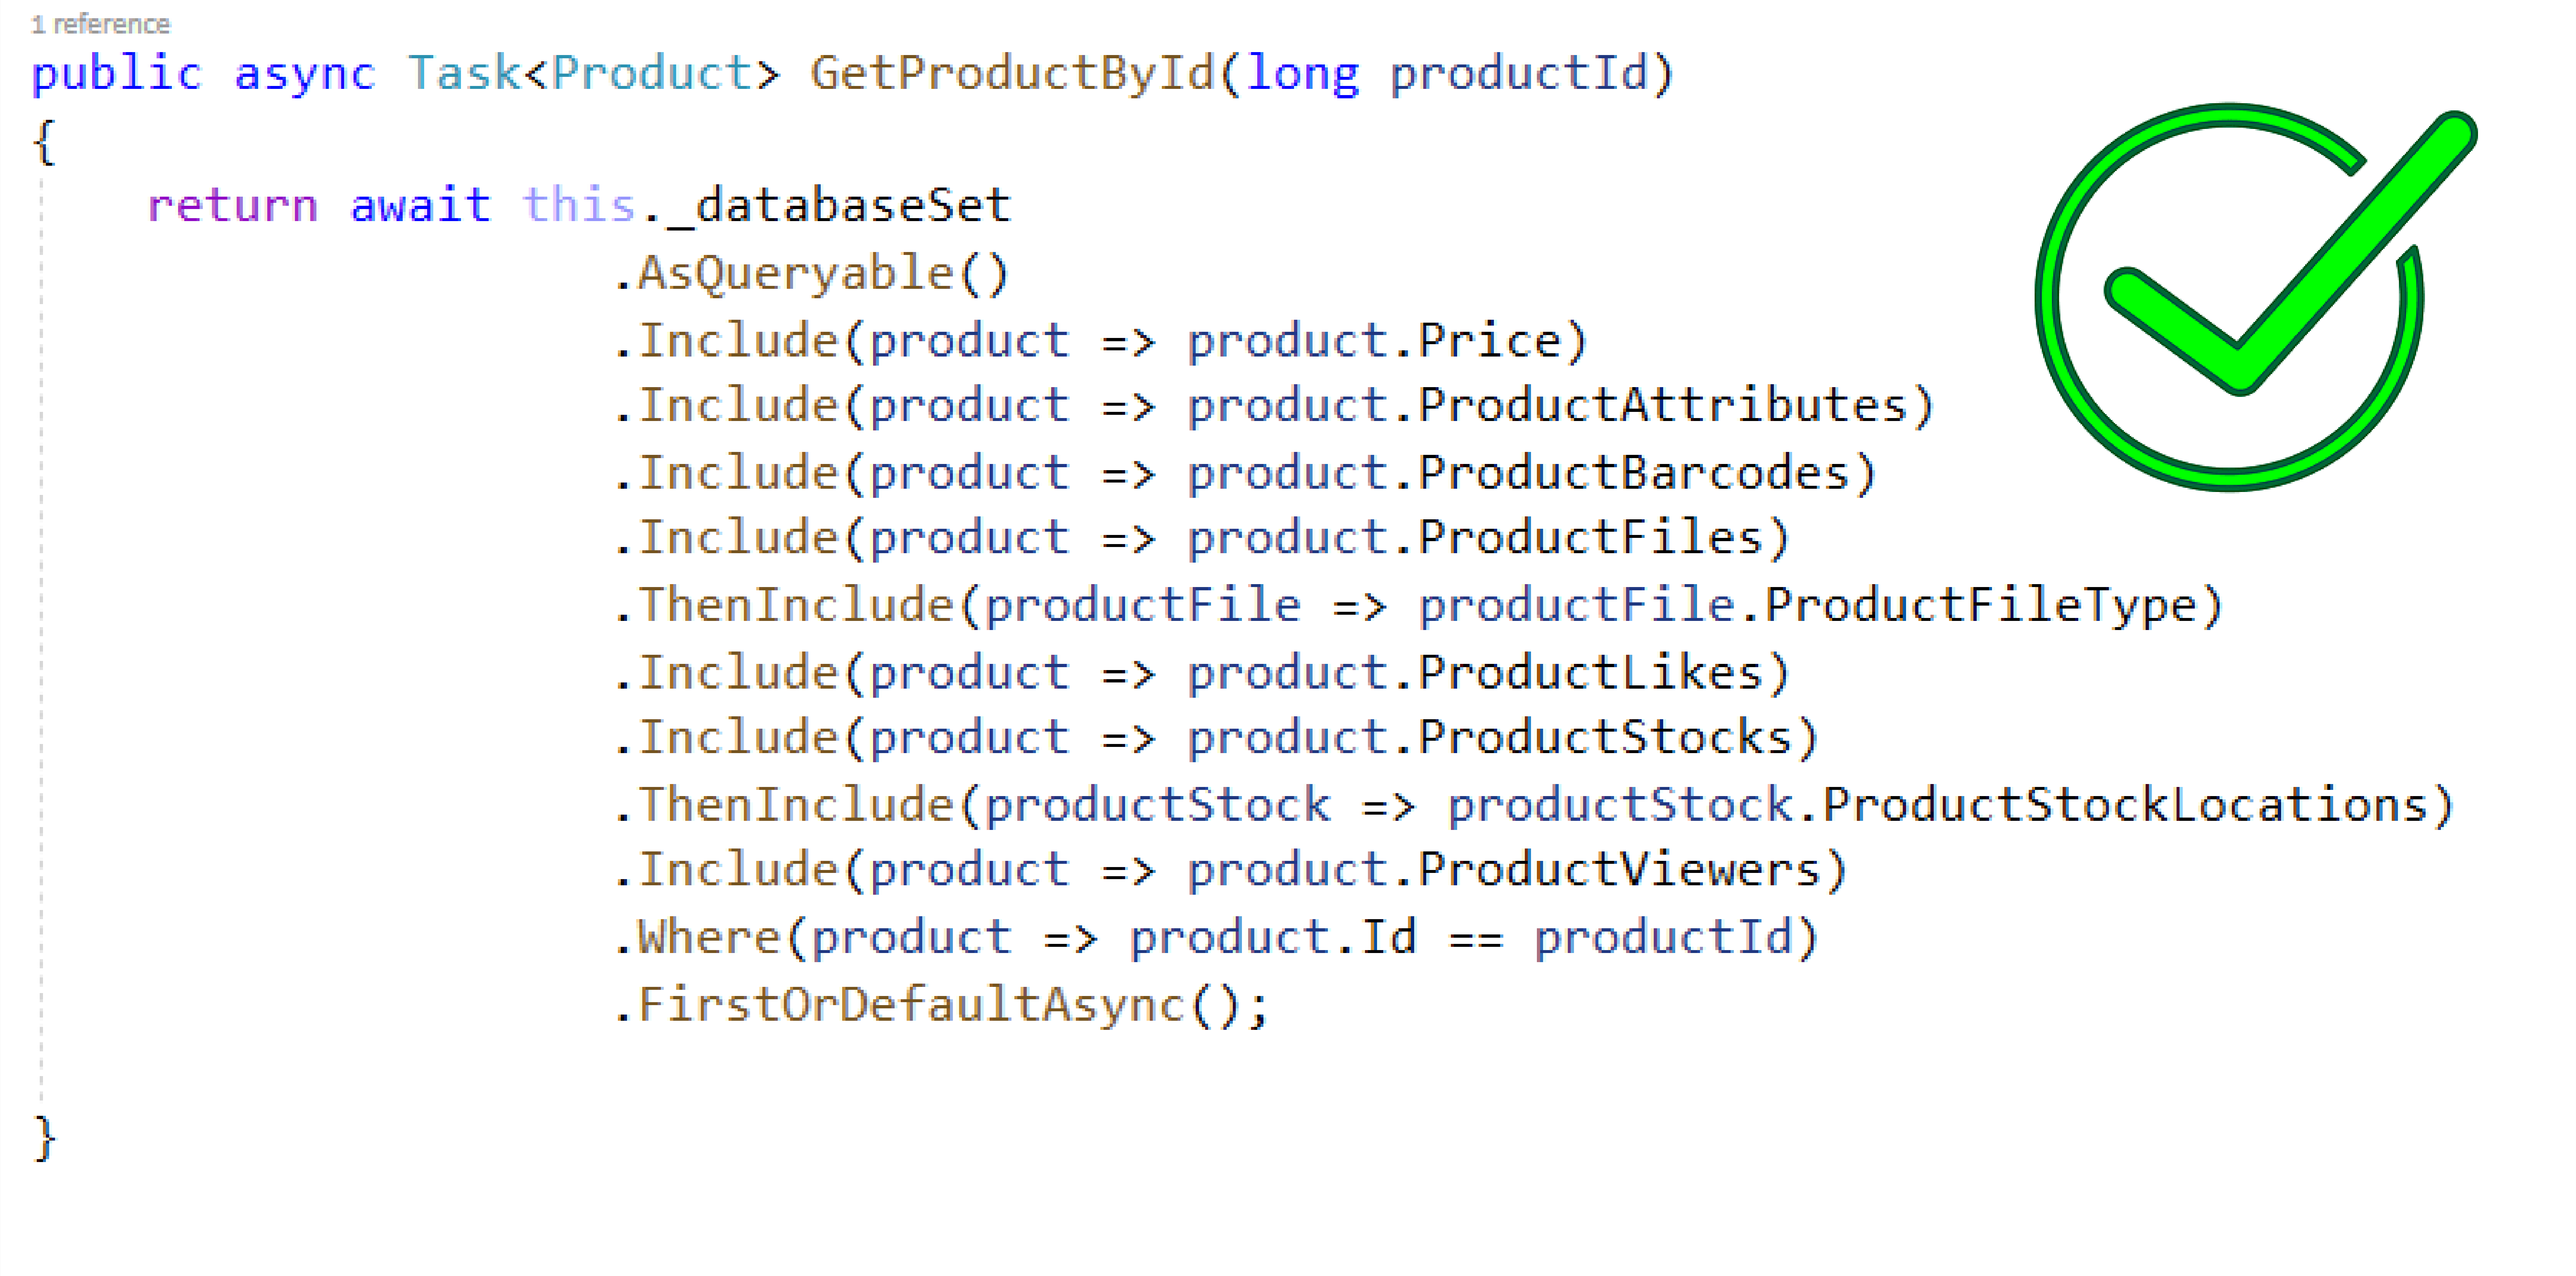 1 reference
public async Task<Product> GetProductById(long productId)
{
return await this._databaseSet
.AsQueryable()
.Include(product => product.Price)
.Include(product => product.ProductAttributes)
.Include(product => product.ProductBarcodes)
.Include(product => product.ProductFiles)
.ThenInclude(productFile => productFile.ProductFileType)
.Include(product => product.ProductLikes)
.Include(product => product.ProductStocks)
.ThenInclude(productStock => productStock.ProductStockLocations)
.Include(product => product.ProductViewers)
.Where(product => product.Id == productId)
.FirstOrDefaultAsync();
}